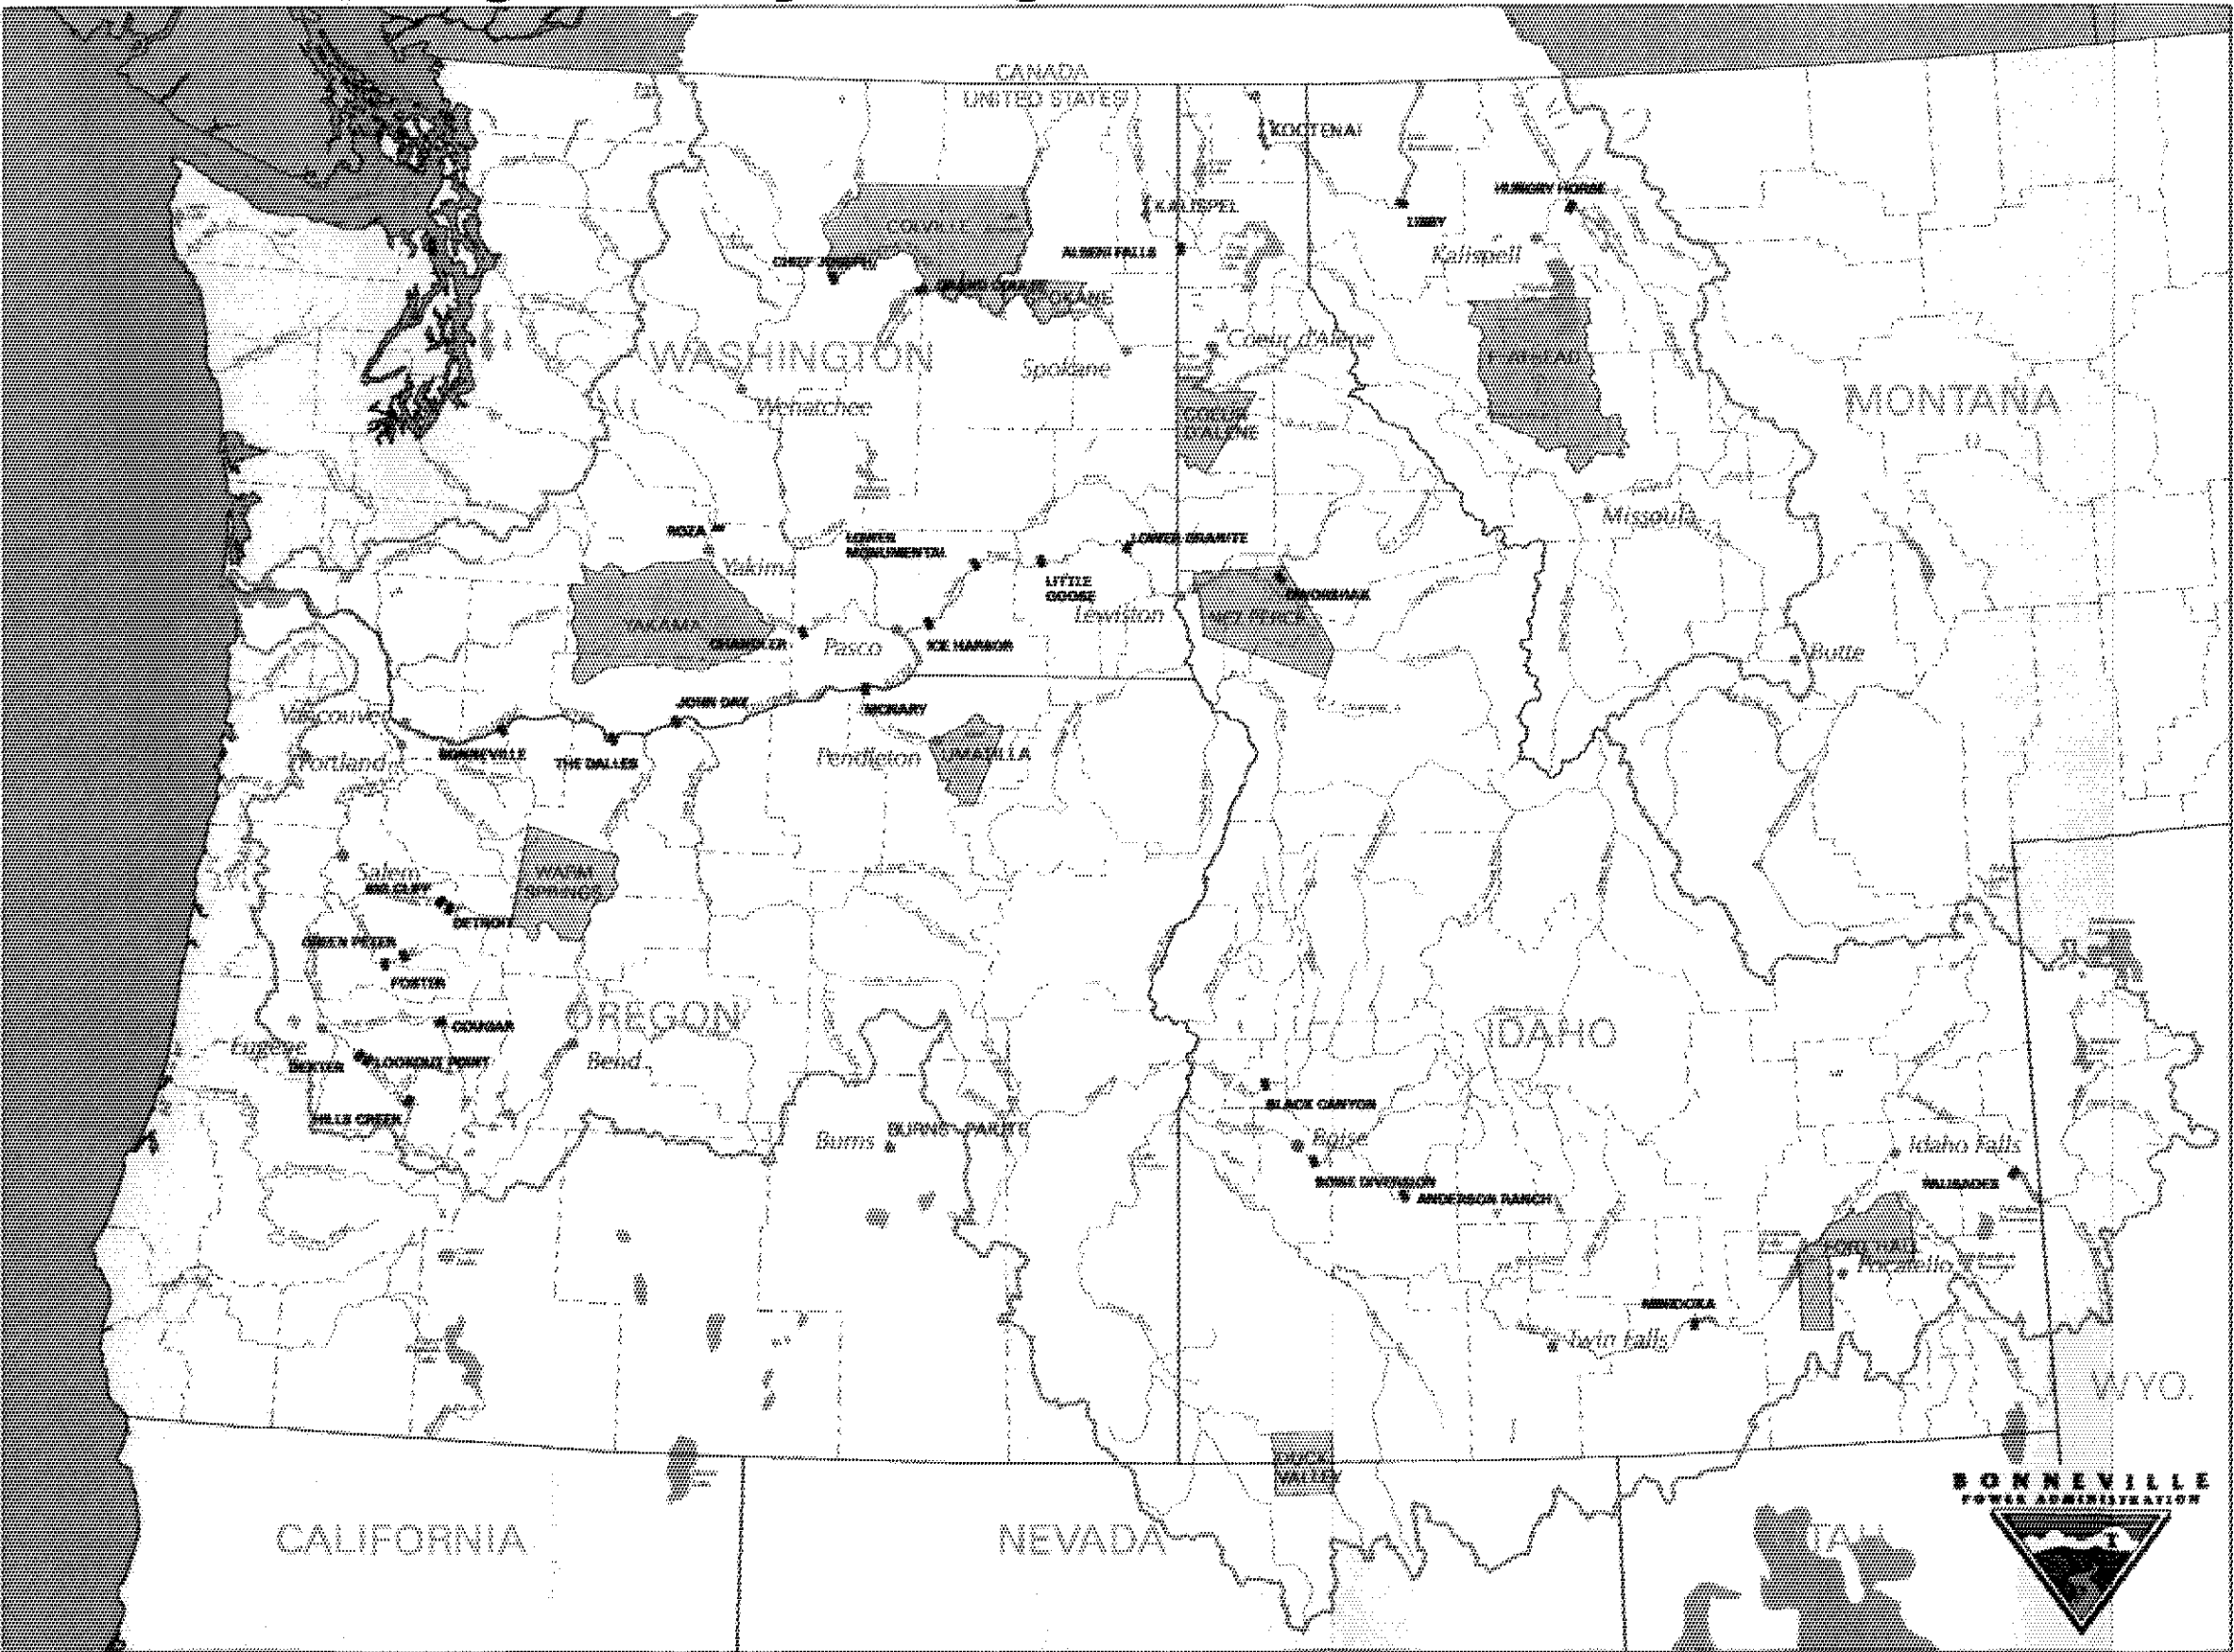 CANADA
UNITED STATES
KOOTENAI
HUNGRY HORSE
KALISPEL
LIBBY
COLVILLE
ALBENI FALLS
Kalispell
CHIEF JOSEPH
GRAND COULEE
SPOKANE
Coeur d'Alene
WASHINGTON
Spokane
FLATHEAD
MONTANA
Wenatchee
COEUR
D'ALENE
Missoula
ROZA
LOWER
MONUMENTAL
LOWER GRANITE
Yakima
LITTLE
GOOSE
DWORSHAK
Lewiston
NEZ PERCE
YAKAMA
CHANDLER
Pasco
ICE HARBOR
Butte
JOHN DAY
MCNARY
Vancouver
BONNEVILLE
THE DALLES
Portland
Pendleton
UMATILLA
Salem
BIG CLIFF
WARM
SPRINGS
DETROIT
GREEN PETER
FOSTER
OREGON
COUGAR
IDAHO
Eugene
DEXTER
LOOKOUT POINT
Bend
BLACK CANYON
HILLS CREEK
Burns
BURNS - PAIUTE
Boise
Idaho Falls
BOISE DIVERSION
PALISADES
ANDERSON RANCH
FORT HALL
Pocatello
MINIDOKA
Twin Falls
WYO.
DUCK
VALLEY
BONNEVILLE
POWER ADMINISTRATION
CALIFORNIA
NEVADA
UTAH